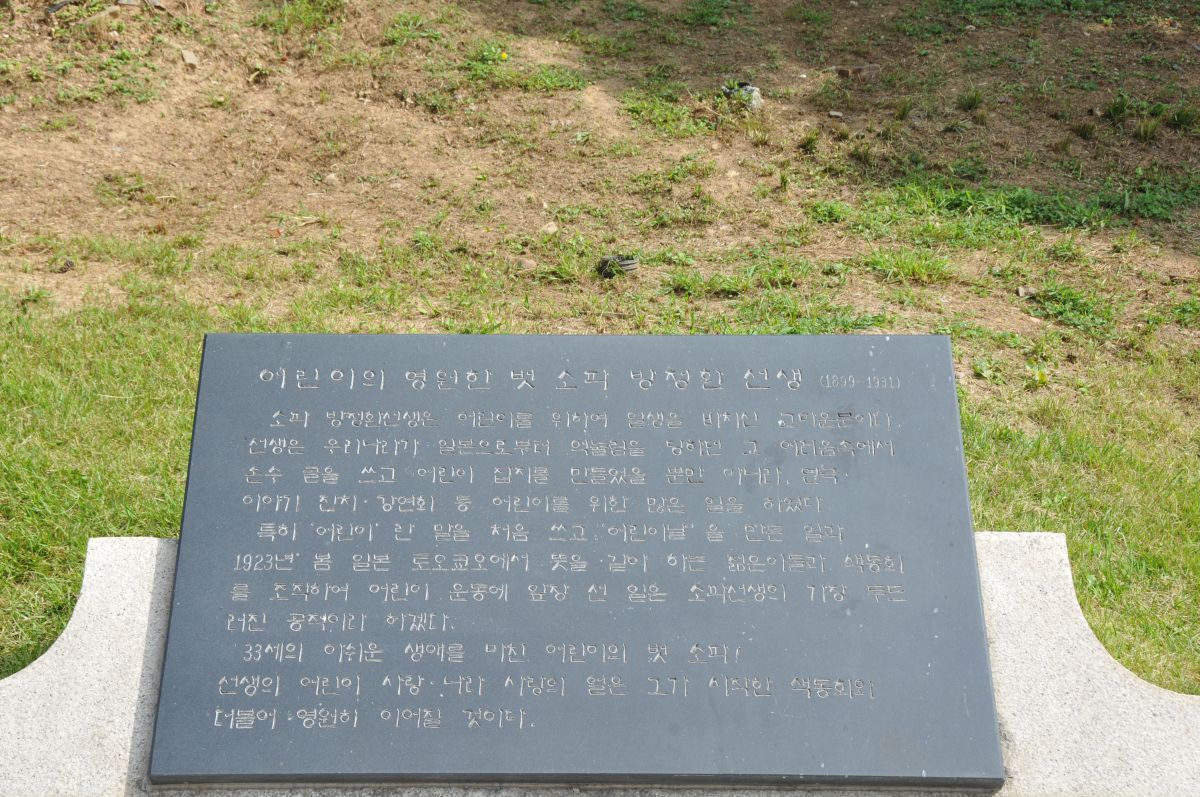 어린이의 영원한 벗 소파 방정환 선생 (1899-1931)
소파 방정환선생은 어린이를 위하여 일생을 바치신 고마운분이다.
선생은 우리나라가 일본으로부터 억눌림을 당하던 그 어려움속에서
손수 글을 쓰고 어린이 잡지를 만들었을 뿐만 아니라, 연극·
이야기 잔치·강연회 등 어린이를 위한 많은 일을 하셨다.
특히 '어린이' 란 말을 처음 쓰고 '어린이날' 을 만든 일과
1923년 봄 일본 토오쿄오에서 뜻을 같이 하는 젊은이들과 색동회
를 조직하여 어린이 운동에 앞장 선 일은 소파선생의 가장 두드
러진 공적이라 하겠다.
33세의 아쉬운 생애를 마친 어린이의 벗 소파!
선생의 어린이 사랑·나라 사랑의 얼은 그가 시작한 색동회와
더불어 영원히 이어질 것이다.